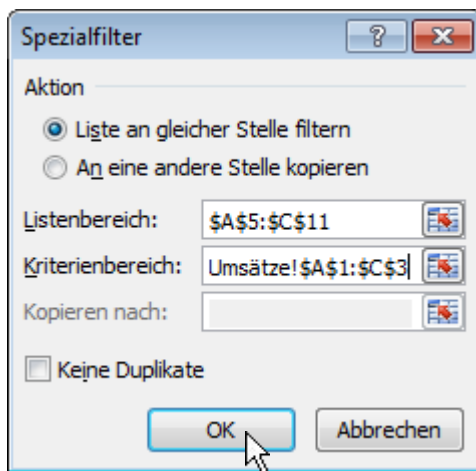 Spezialfilter
Aktion
Liste an gleicher Stelle filtern
An eine andere Stelle kopieren
Listenbereich: $A$5:$C$11
Kriterienbereich: Umsätze!$A$1:$C$3
Kopieren nach:
Keine Duplikate
OK Abbrechen